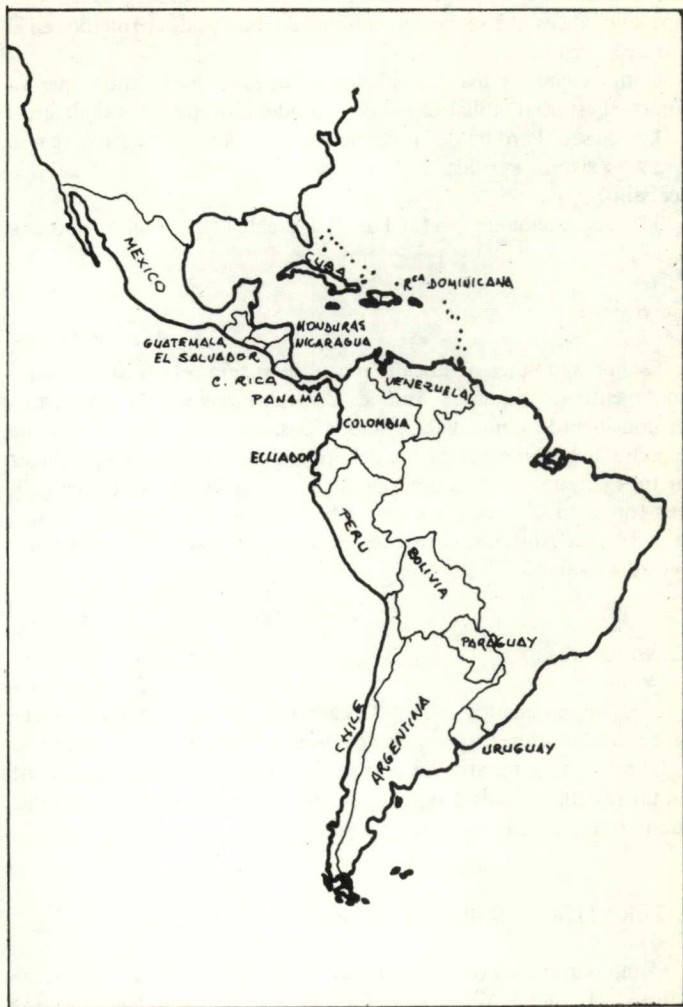 MEXICO
CUBA
Rca DOMINICANA
HONDURAS
NICARAGUA
GUATEMALA
EL SALVADOR
C. RICA
PANAMA
VENEZUELA
COLOMBIA
ECUADOR
PERU
BOLIVIA
PARAGUAY
CHILE
ARGENTINA
URUGUAY